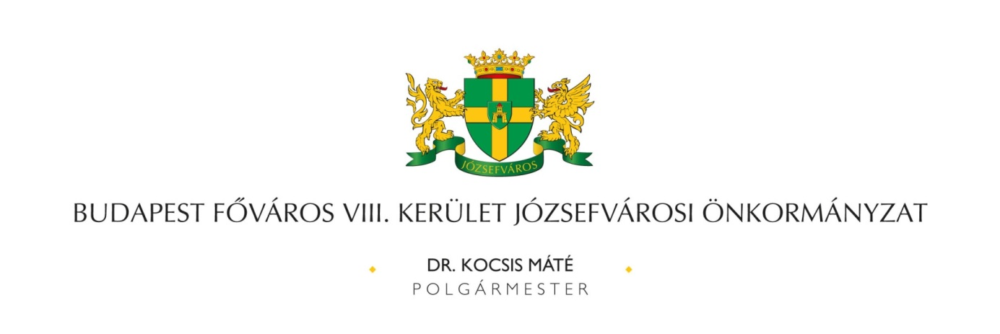 JÓZSEFVÁROS
BUDAPEST FŐVÁROS VIII. KERÜLET JÓZSEFVÁROSI ÖNKORMÁNYZAT
DR. KOCSIS MÁTÉ
POLGÁRMESTER